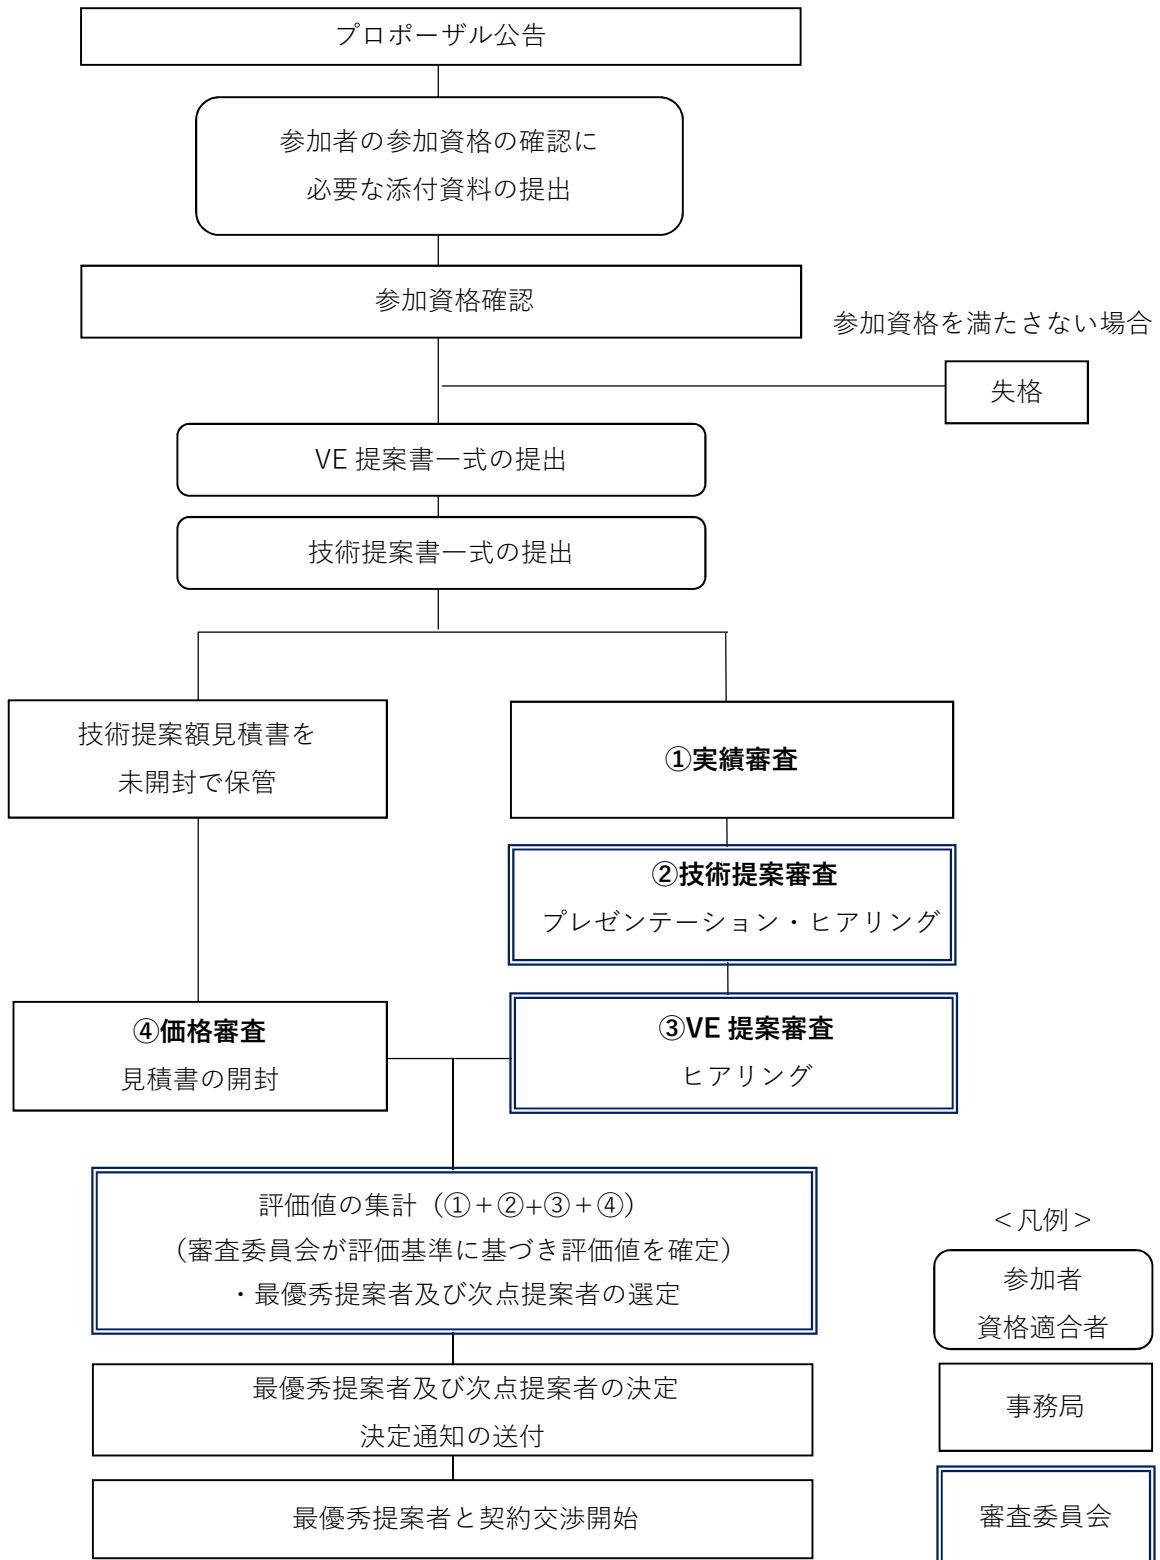 プロポーザル公告
参加者の参加資格の確認に
必要な添付資料の提出
参加資格確認
参加資格を満たさない場合
失格
VE 提案書一式の提出
技術提案書一式の提出
技術提案額見積書を
未開封で保管
①実績審査
②技術提案審査
プレゼンテーション・ヒアリング
④価格審査
見積書の開封
③VE 提案審査
ヒアリング
評価値の集計（①＋②+③＋④）
（審査委員会が評価基準に基づき評価値を確定）
・最優秀提案者及び次点提案者の選定
最優秀提案者及び次点提案者の決定
決定通知の送付
最優秀提案者と契約交渉開始
＜凡例＞
参加者
資格適合者
事務局
審査委員会